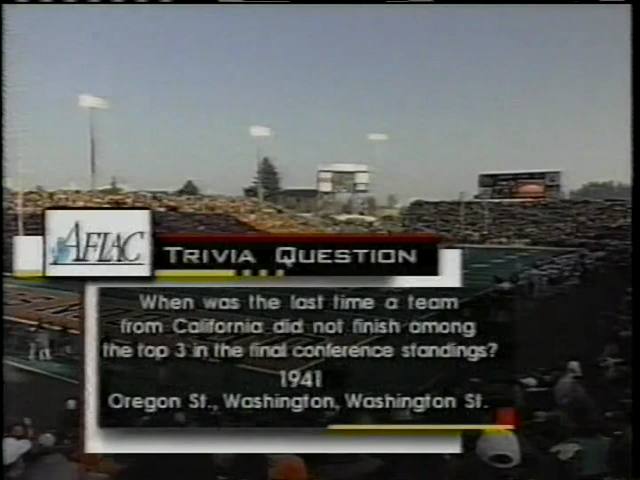 AFLAC
TRIVIA QUESTION
When was the last time a team
from California did not finish among
the top 3 in the final conference standings?
1941
Oregon St., Washington, Washington St.